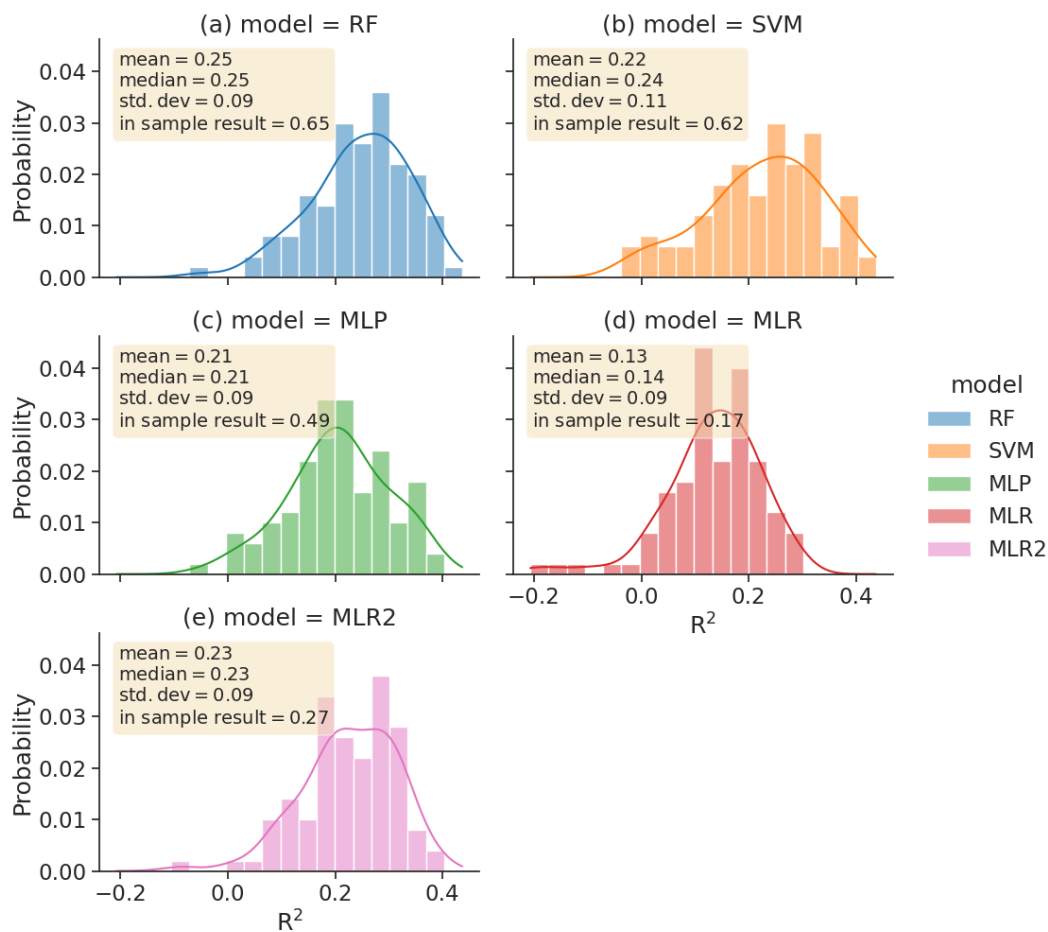 (a) model = RF
mean = 0.25
median = 0.25
std. dev = 0.09
in sample result = 0.65
0.04
0.03
0.02
0.01
0.00
Probability
(b) model = SVM
mean = 0.22
median = 0.24
std. dev = 0.11
in sample result = 0.62
(c) model = MLP
mean = 0.21
median = 0.21
std. dev = 0.09
in sample result = 0.49
0.04
0.03
0.02
0.01
0.00
Probability
(d) model = MLR
mean = 0.13
median = 0.14
std. dev = 0.09
in sample result = 0.17
−0.2 0.0 0.2 0.4
R²
model
RF
SVM
MLP
MLR
MLR2
(e) model = MLR2
mean = 0.23
median = 0.23
std. dev = 0.09
in sample result = 0.27
0.04
0.03
0.02
0.01
0.00
Probability
−0.2 0.0 0.2 0.4
R²